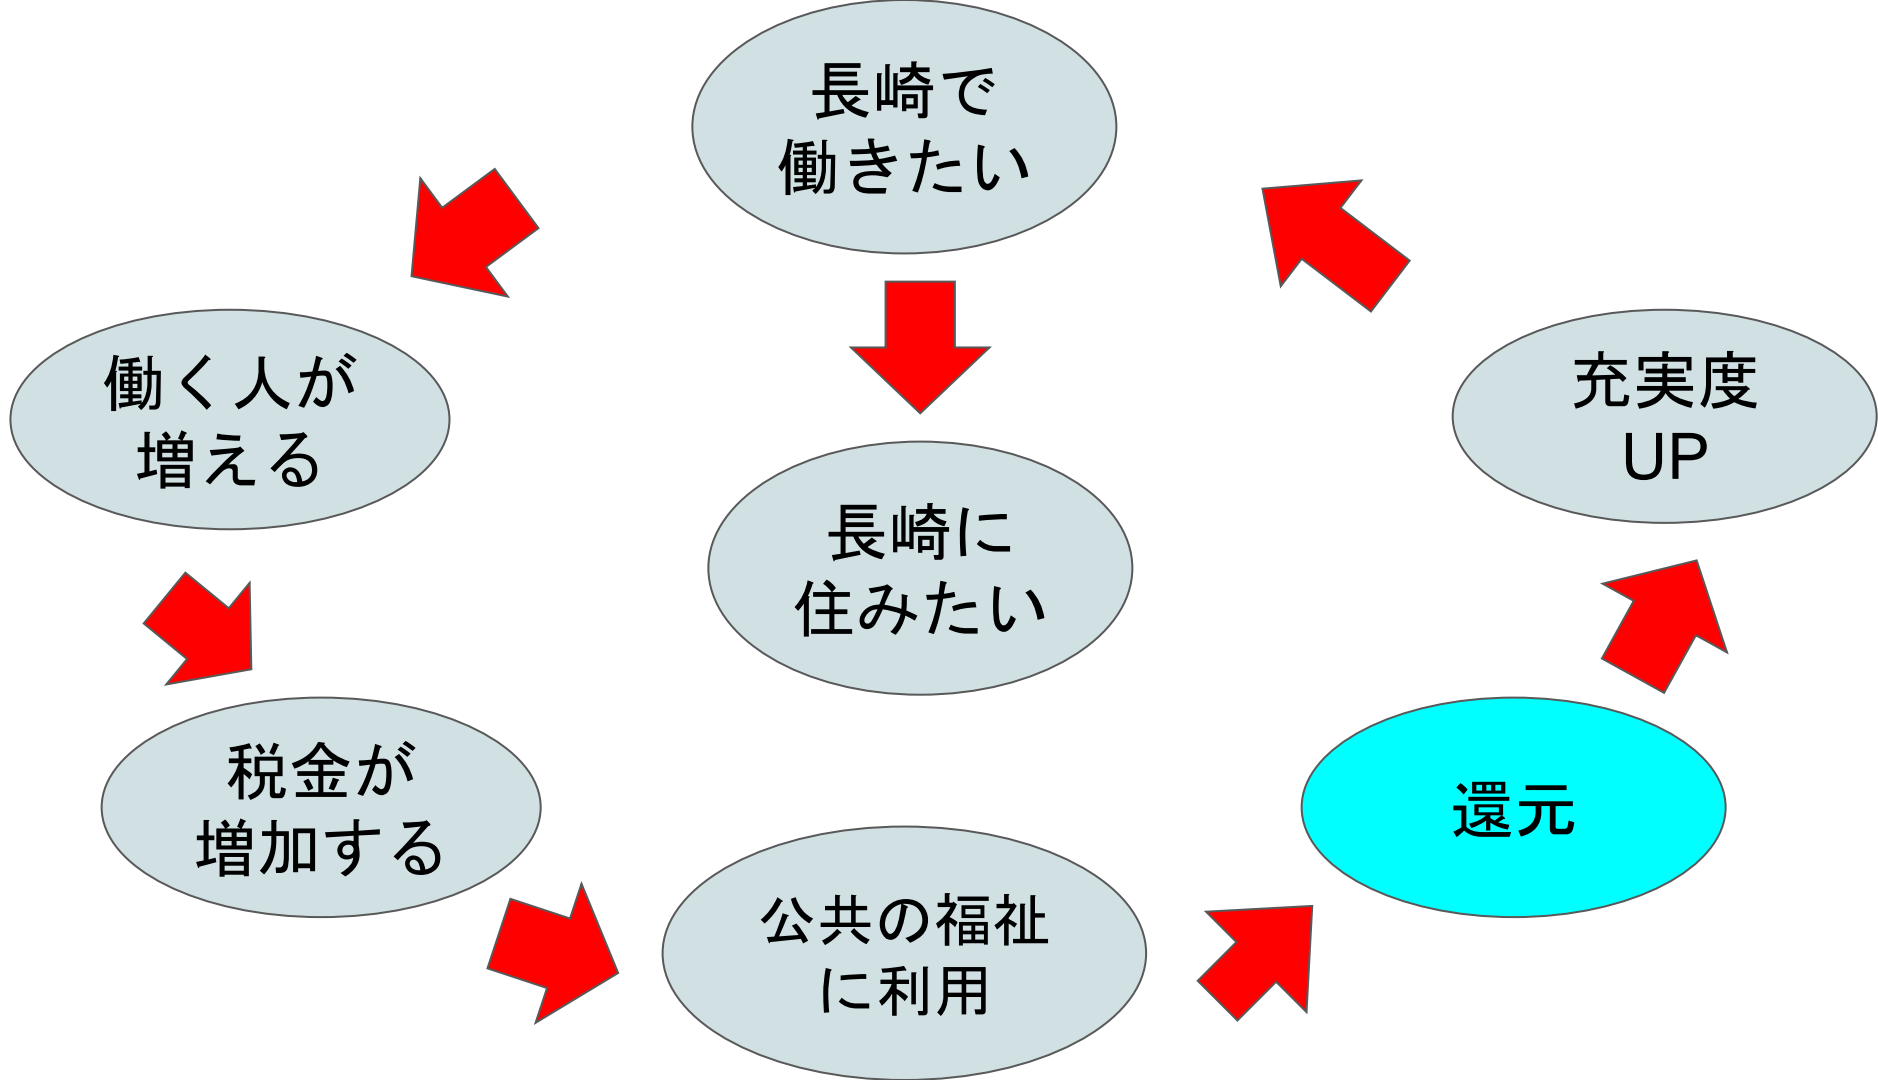 長崎で
働きたい
働く人が
増える
税金が
増加する
公共の福祉
に利用
還元
充実度
UP
長崎に
住みたい